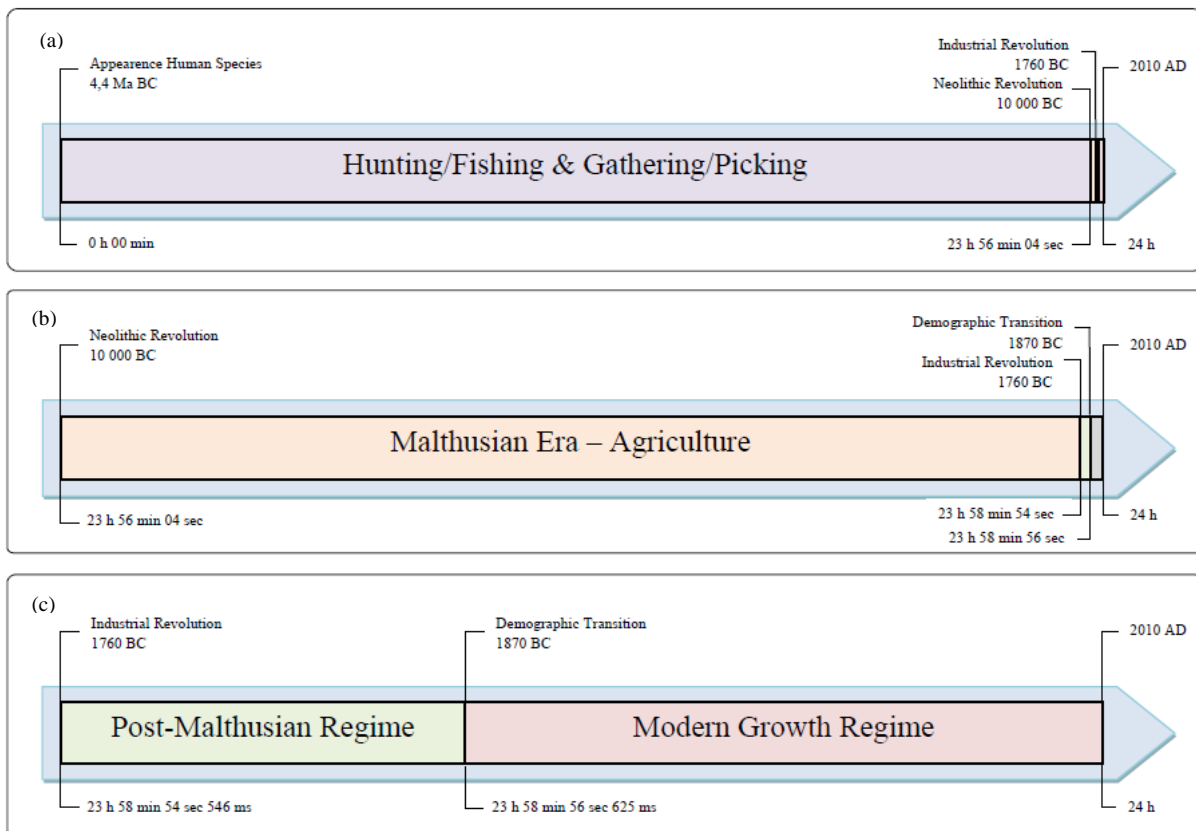 (a)
Appearence Human Species
4,4 Ma BC
Industrial Revolution
1760 BC
Neolithic Revolution
10 000 BC
2010 AD
Hunting/Fishing & Gathering/Picking
0 h 00 min
23 h 56 min 04 sec
24 h
(b)
Neolithic Revolution
10 000 BC
Demographic Transition
1870 BC
Industrial Revolution
1760 BC
2010 AD
Malthusian Era – Agriculture
23 h 56 min 04 sec
23 h 58 min 54 sec
23 h 58 min 56 sec
24 h
(c)
Industrial Revolution
1760 BC
Demographic Transition
1870 BC
2010 AD
Post-Malthusian Regime
Modern Growth Regime
23 h 58 min 54 sec 546 ms
23 h 58 min 56 sec 625 ms
24 h